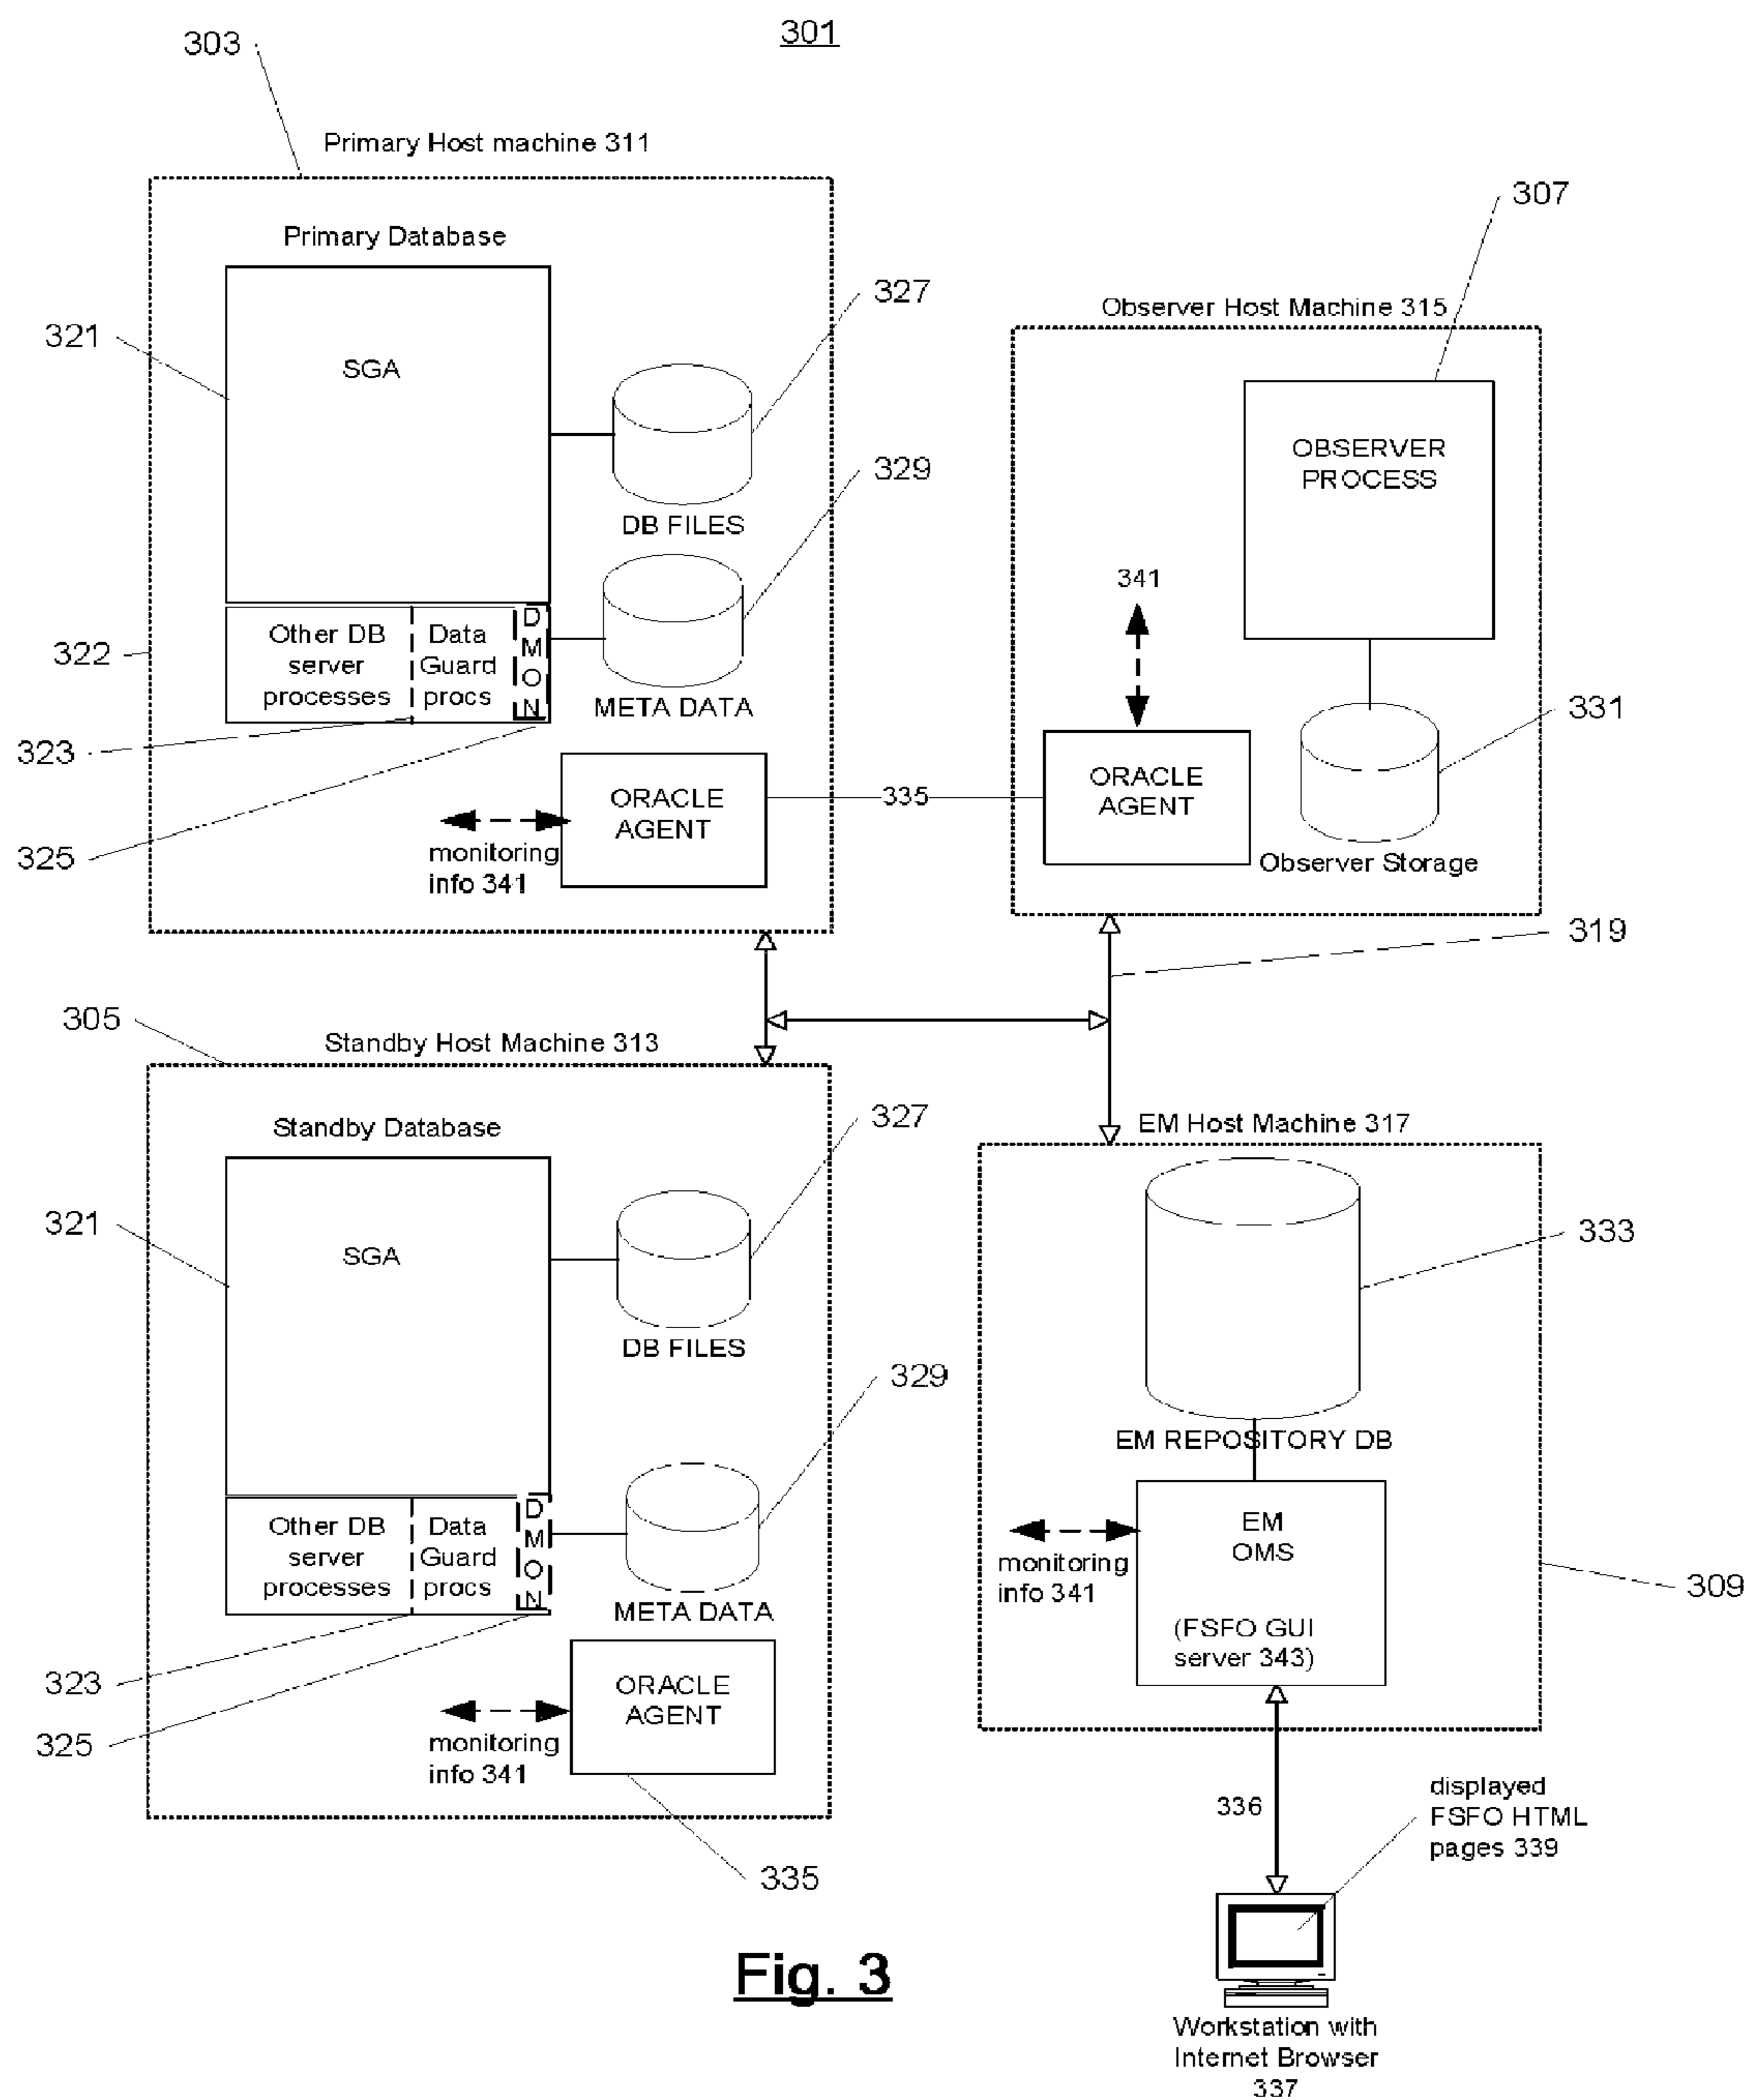 301
303
Primary Host machine 311
Primary Database
321
SGA
327
DB FILES
329
META DATA
322
Other DB
server
processes
Data
Guard
procs
D
M
O
N
323
325
ORACLE
AGENT
monitoring
info 341
335
307
Observer Host Machine 315
OBSERVER
PROCESS
341
ORACLE
AGENT
331
Observer Storage
319
305
Standby Host Machine 313
Standby Database
321
SGA
327
DB FILES
329
META DATA
Other DB
server
processes
Data
Guard
procs
D
M
O
N
323
325
ORACLE
AGENT
monitoring
info 341
335
EM Host Machine 317
333
EM REPOSITORY DB
EM
OMS
(FSFO GUI
server 343)
monitoring
info 341
309
336
displayed
FSFO HTML
pages 339
Workstation with
Internet Browser
337
Fig. 3